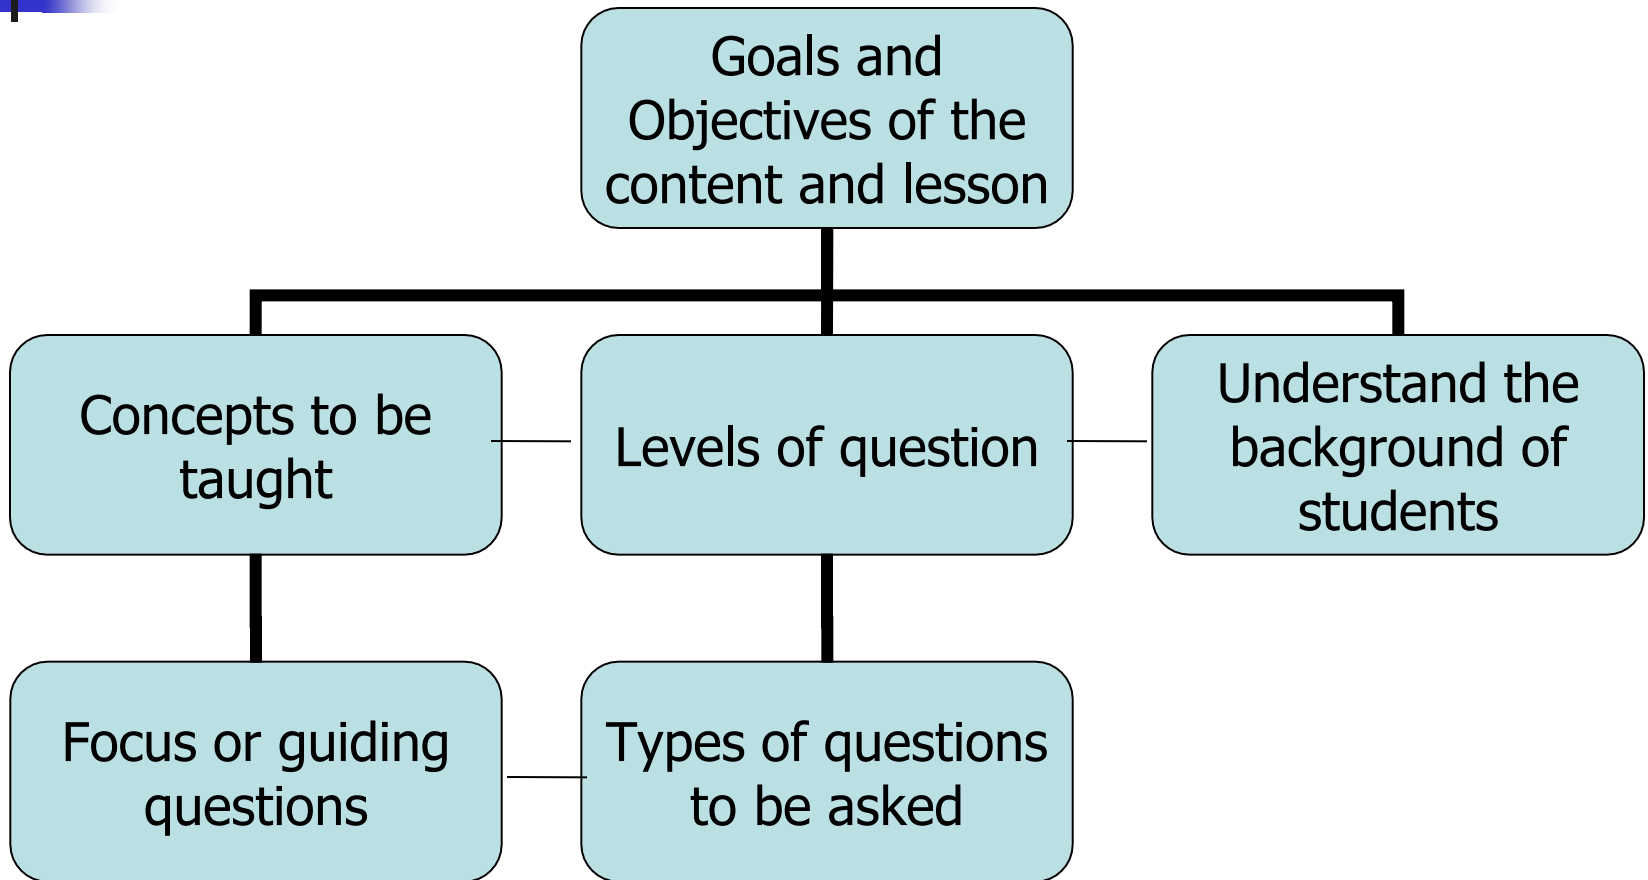 Goals and
Objectives of the
content and lesson
Concepts to be
taught
Levels of question
Understand the
background of
students
Focus or guiding
questions
Types of questions
to be asked